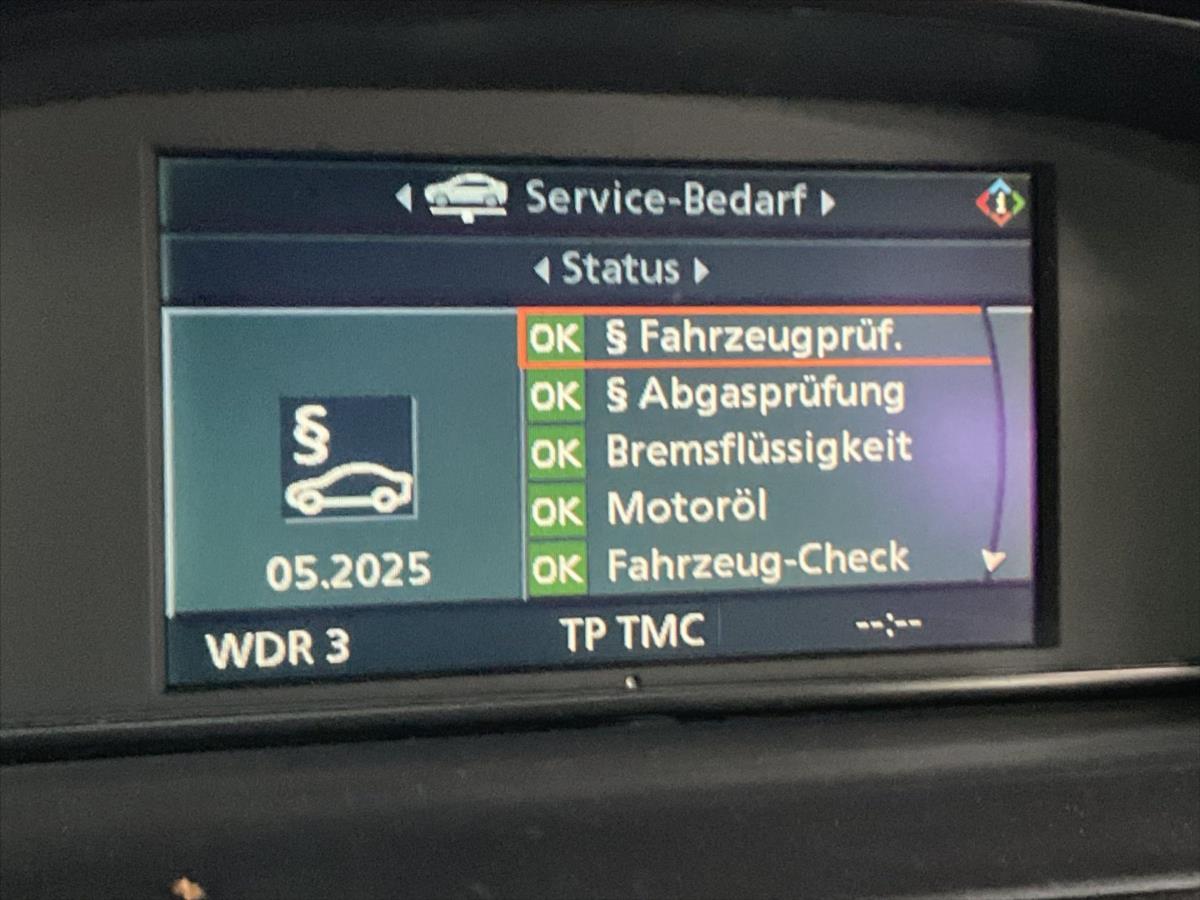 Service-Bedarf
Status
OK § Fahrzeugprüf.
OK § Abgasprüfung
OK Bremsflüssigkeit
OK Motoröl
OK Fahrzeug-Check
§
05.2025
WDR 3 TP TMC --:--